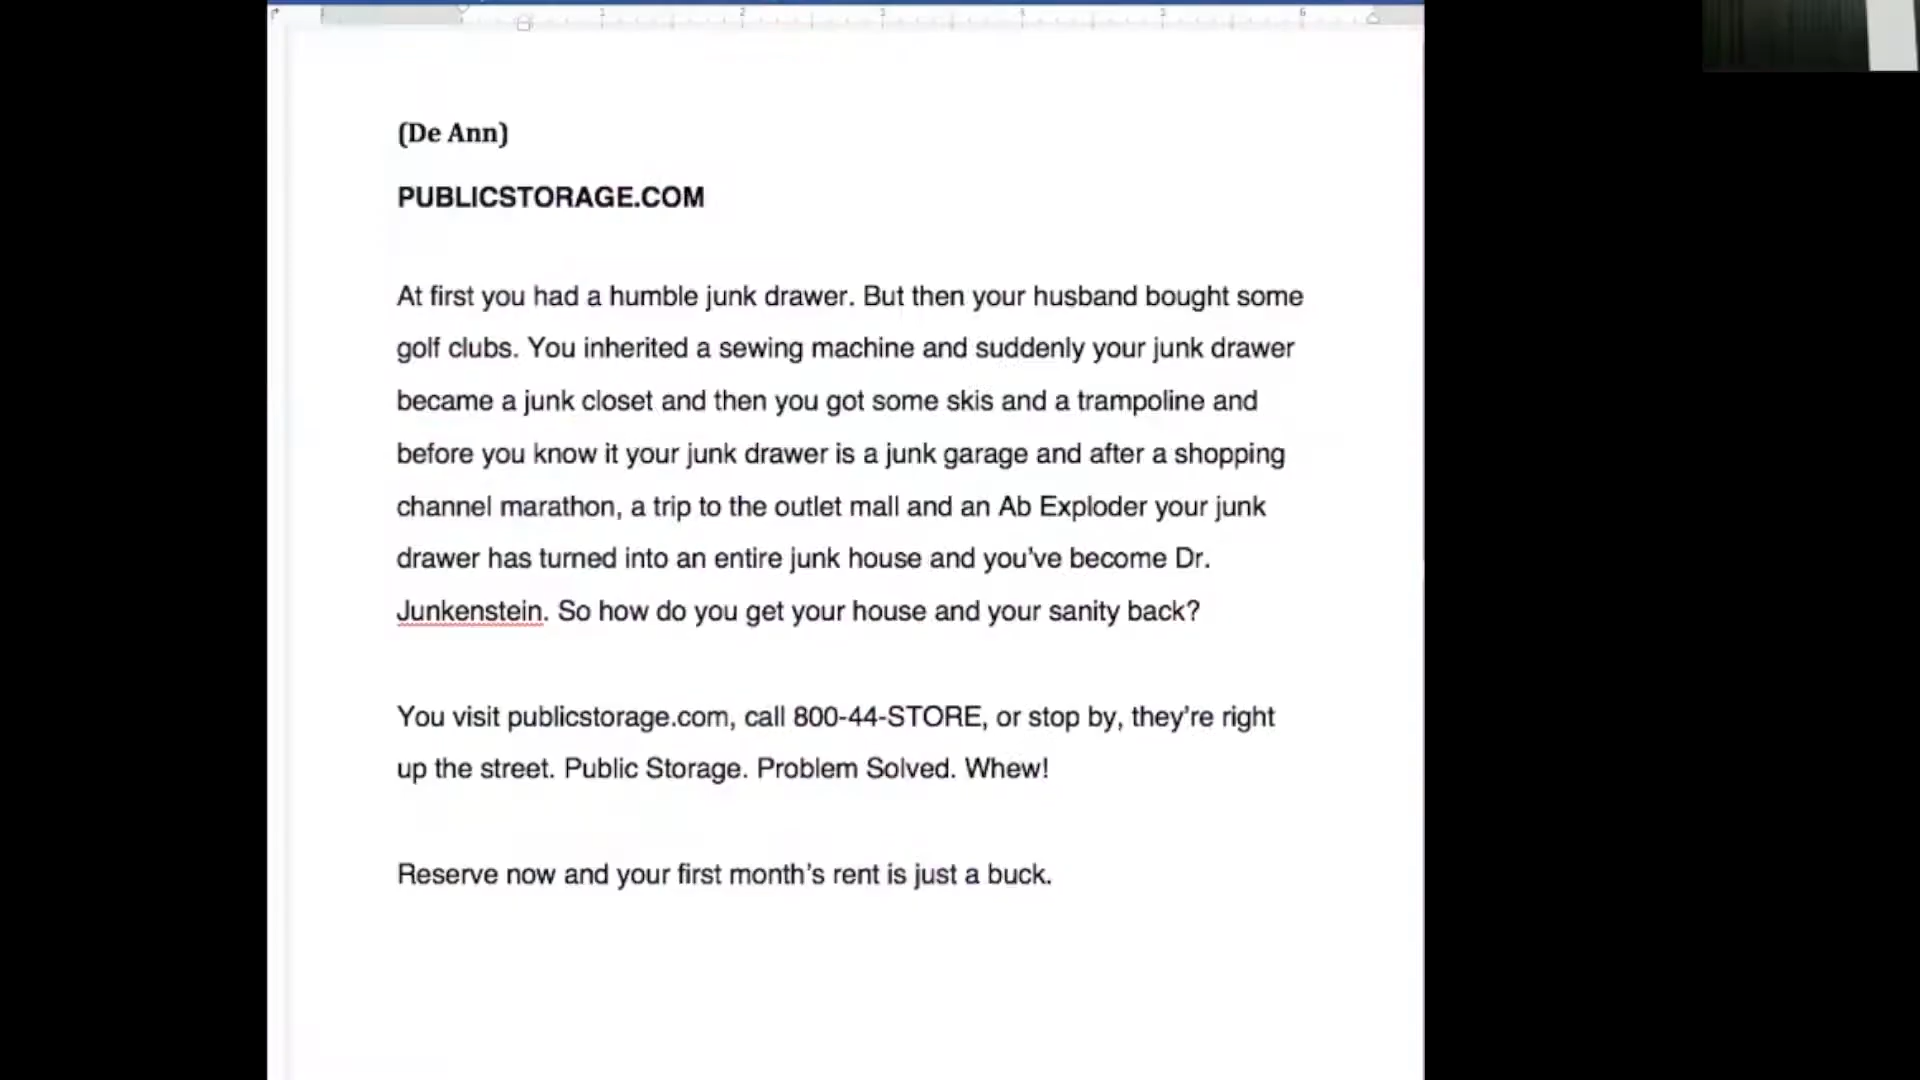 (De Ann)
PUBLICSTORAGE.COM
At first you had a humble junk drawer. But then your husband bought some
golf clubs. You inherited a sewing machine and suddenly your junk drawer
became a junk closet and then you got some skis and a trampoline and
before you know it your junk drawer is a junk garage and after a shopping
channel marathon, a trip to the outlet mall and an Ab Exploder your junk
drawer has turned into an entire junk house and you’ve become Dr.
Junkenstein. So how do you get your house and your sanity back?
You visit publicstorage.com, call 800-44-STORE, or stop by, they’re right
up the street. Public Storage. Problem Solved. Whew!
Reserve now and your first month’s rent is just a buck.